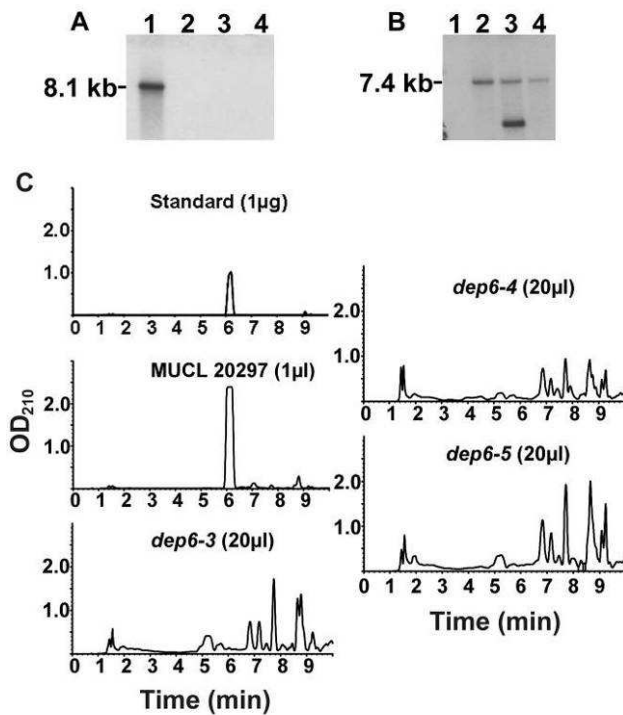 A
1 2 3 4
8.1 kb-
B
1 2 3 4
7.4 kb-
C
OD210
Standard (1µg)
2.0
1.0
0 1 2 3 4 5 6 7 8 9
MUCL 20297 (1µl)
2.0
1.0
0 1 2 3 4 5 6 7 8 9
dep6-3 (20µl)
2.0
1.0
0 1 2 3 4 5 6 7 8 9
Time (min)
dep6-4 (20µl)
2.0
1.0
0 1 2 3 4 5 6 7 8 9
dep6-5 (20µl)
2.0
1.0
0 1 2 3 4 5 6 7 8 9
Time (min)